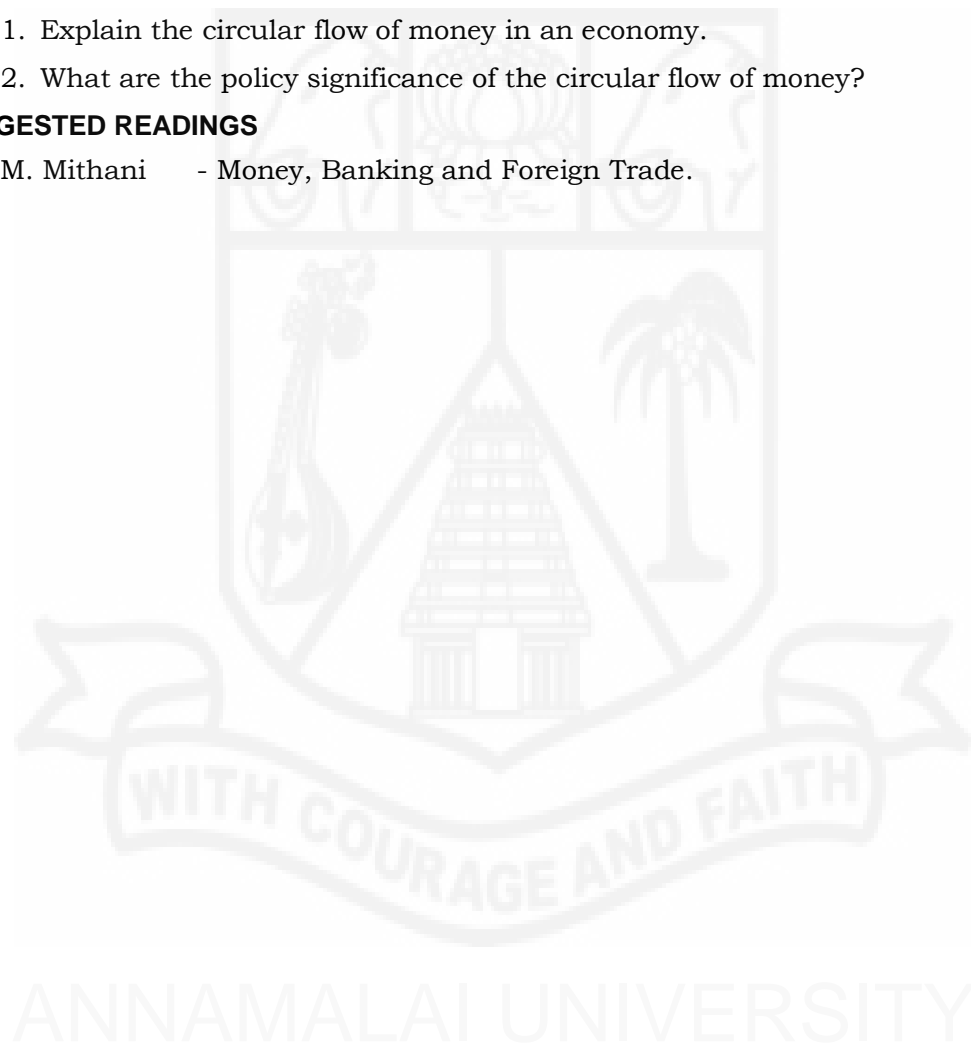 1. Explain the circular flow of money in an economy.
2. What are the policy significance of the circular flow of money?
GESTED READINGS
M. Mithani - Money, Banking and Foreign Trade.
WITH COURAGE AND FAITH
ANNAMALAI UNIVERSITY